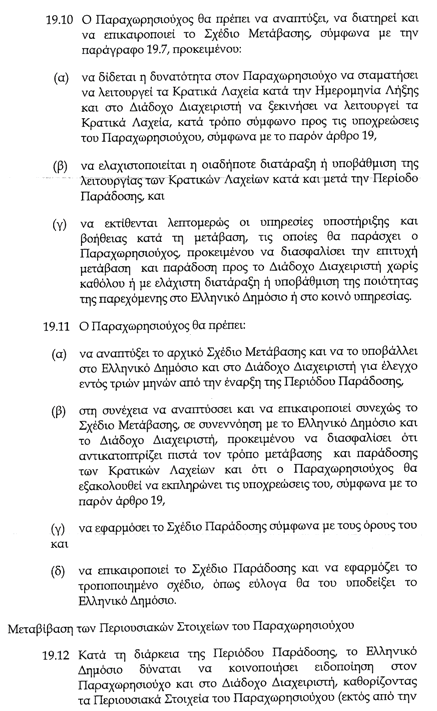 19.10 Ο Παραχωρησιούχος θα πρέπει να αναπτύξει, να διατηρεί και
να επικαιροποιεί το Σχέδιο Μετάβασης, σύμφωνα με την
παράγραφο 19.7, προκειμένου:
(α) να δίδεται η δυνατότητα στον Παραχωρησιούχο να σταματήσει
να λειτουργεί τα Κρατικά Λαχεία κατά την Ημερομηνία Λήξης
και στο Διάδοχο Διαχειριστή να ξεκινήσει να λειτουργεί τα
Κρατικά Λαχεία, κατά τρόπο σύμφωνο προς τις υποχρεώσεις
του Παραχωρησιούχου, σύμφωνα με το παρόν άρθρο 19,
(β) να ελαχιστοποιείται η οιαδήποτε διατάραξη ή υποβάθμιση της
λειτουργίας των Κρατικών Λαχείων κατά και μετά την Περίοδο
Παράδοσης, και
(γ) να εκτίθενται λεπτομερώς οι υπηρεσίες υποστήριξης και
βοήθειας κατά τη μετάβαση, τις οποίες θα παράσχει ο
Παραχωρησιούχος, προκειμένου να διασφαλίσει την επιτυχή
μετάβαση και παράδοση προς το Διάδοχο Διαχειριστή χωρίς
καθόλου ή με ελάχιστη διατάραξη ή υποβάθμιση της ποιότητας
της παρεχόμενης στο Ελληνικό Δημόσιο ή στο κοινό υπηρεσίας.
19.11 Ο Παραχωρησιούχος θα πρέπει:
(α) να αναπτύξει το αρχικό Σχέδιο Μετάβασης και να το υποβάλλει
στο Ελληνικό Δημόσιο και στο Διάδοχο Διαχειριστή για έλεγχο
εντός τριών μηνών από την έναρξη της Περιόδου Παράδοσης,
(β) στη συνέχεια να αναπτύσσει και να επικαιροποιεί συνεχώς το
Σχέδιο Μετάβασης, σε συνεννόηση με το Ελληνικό Δημόσιο και
το Διάδοχο Διαχειριστή, προκειμένου να διασφαλίσει ότι
αντικατοπτρίζει πιστά τον τρόπο μετάβασης και παράδοσης
των Κρατικών Λαχείων και ότι ο Παραχωρησιούχος θα
εξακολουθεί να εκπληρώνει τις υποχρεώσεις του, σύμφωνα με το
παρόν άρθρο 19,
(γ) να εφαρμόσει το Σχέδιο Παράδοσης σύμφωνα με τους όρους του
και
(δ) να επικαιροποιεί το Σχέδιο Παράδοσης και να εφαρμόζει το
τροποποιημένο σχέδιο, όπως εύλογα θα του υποδείξει το
Ελληνικό Δημόσιο.
Μεταβίβαση των Περιουσιακών Στοιχείων του Παραχωρησιούχου
19.12 Κατά τη διάρκεια της Περιόδου Παράδοσης, το Ελληνικό
Δημόσιο δύναται να κοινοποιήσει ειδοποίηση στον
Παραχωρησιούχο και στο Διάδοχο Διαχειριστή, καθορίζοντας
τα Περιουσιακά Στοιχεία του Παραχωρησιούχου (εκτός από την